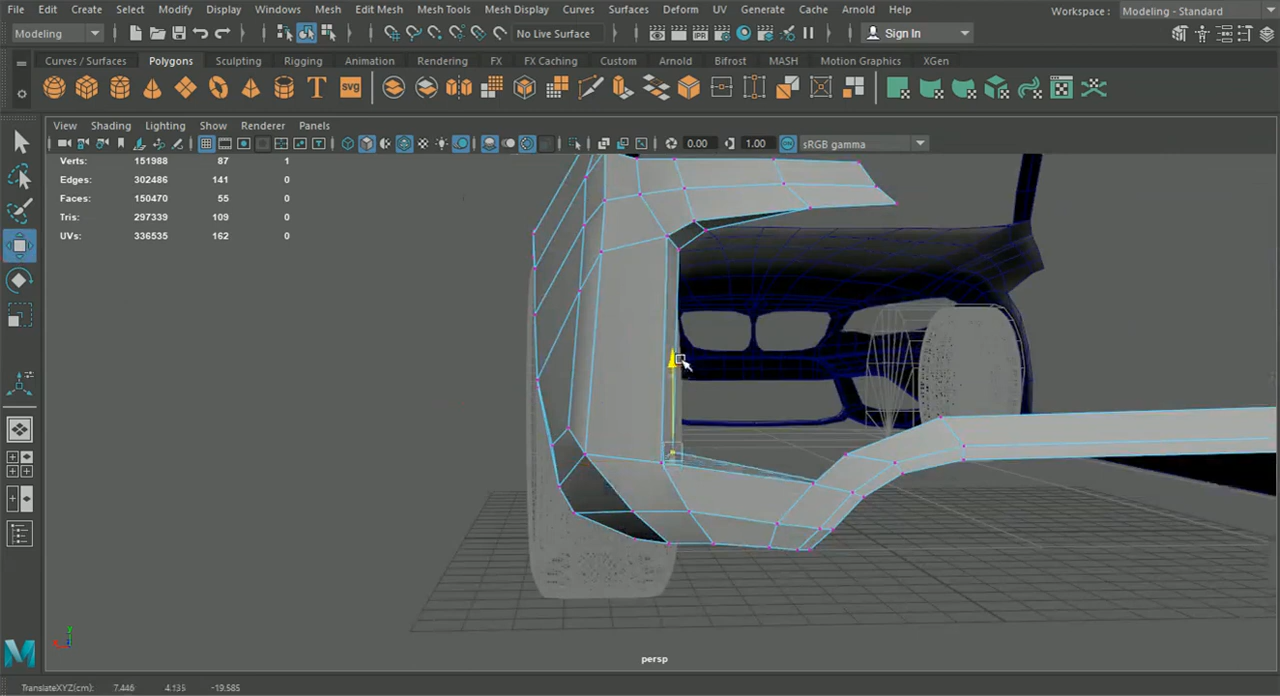 File Edit Create Select Modify Display Windows Mesh Edit Mesh Mesh Tools Mesh Display Curves Surfaces Deform UV Generate Cache Arnold Help Workspace : Modeling - Standard
Modeling No Live Surface Sign In
Curves / Surfaces Polygons Sculpting Rigging Animation Rendering FX FX Caching Custom Arnold Bifrost MASH Motion Graphics XGen
T svg
View Shading Lighting Show Renderer Panels
0.00 1.00 sRGB gamma
Verts: 151988 87 1
Edges: 302486 141 0
Faces: 150470 55 0
Tris: 297339 109 0
UVs: 336535 162 0
y
persp
TranslateXYZ(cm): 7.446 4.135 -19.585